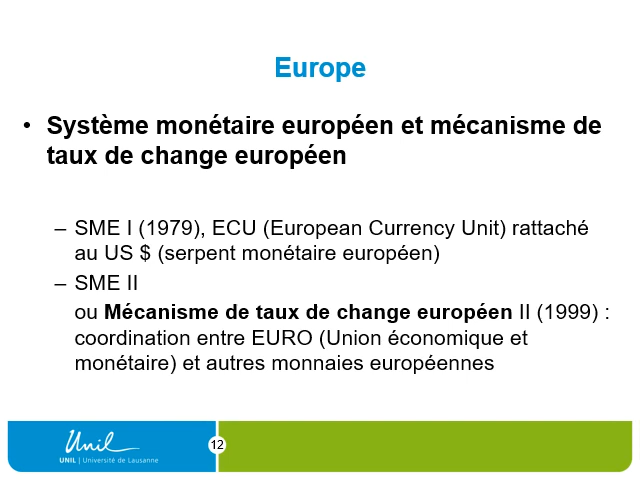 Europe
• Système monétaire européen et mécanisme de
taux de change européen
– SME I (1979), ECU (European Currency Unit) rattaché
au US $ (serpent monétaire européen)
– SME II
ou Mécanisme de taux de change européen II (1999) :
coordination entre EURO (Union économique et
monétaire) et autres monnaies européennes
Unil
UNIL | Université de Lausanne
12